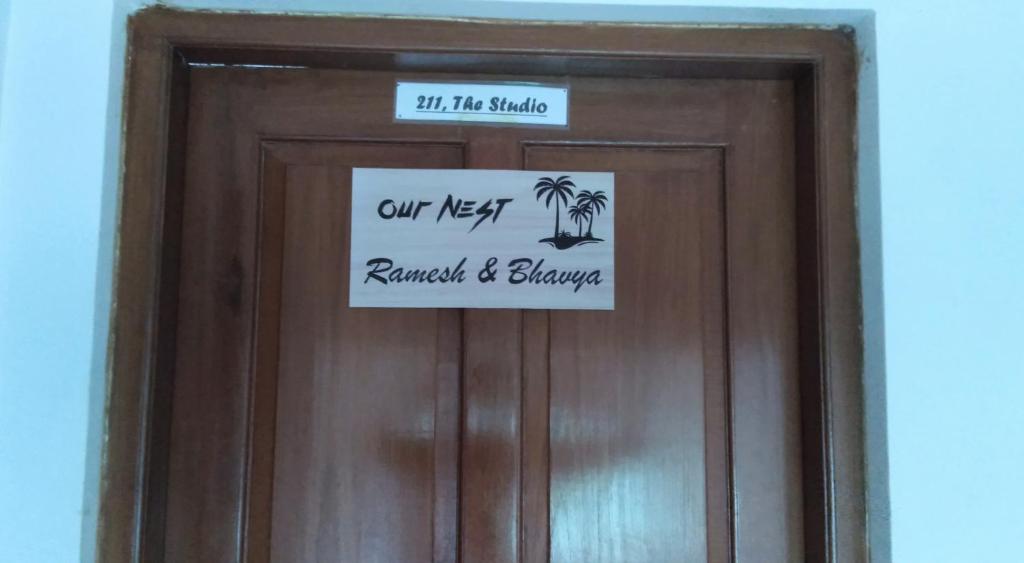 211, The Studio
OUr NEST
Ramesh & Bhavya